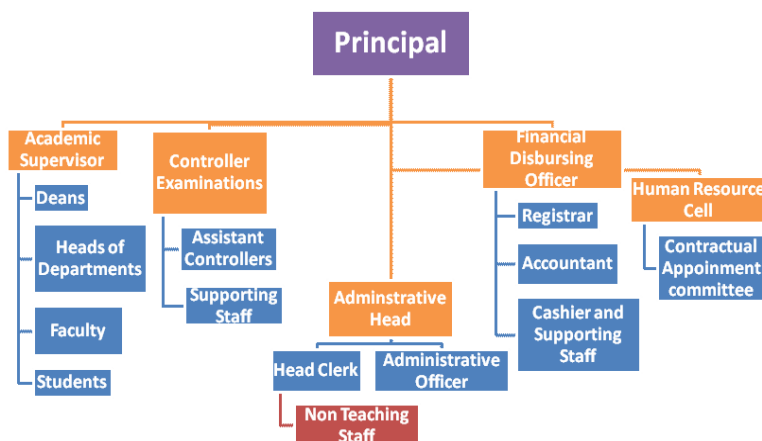 Principal
Academic
Supervisor
Deans
Heads of
Departments
Faculty
Students
Controller
Examinations
Assistant
Controllers
Supporting
Staff
Adminstrative
Head
Head Clerk
Non Teaching
Staff
Administrative
Officer
Financial
Disbursing
Officer
Registrar
Accountant
Cashier and
Supporting
Staff
Human Resource
Cell
Contractual
Appoinment
committee